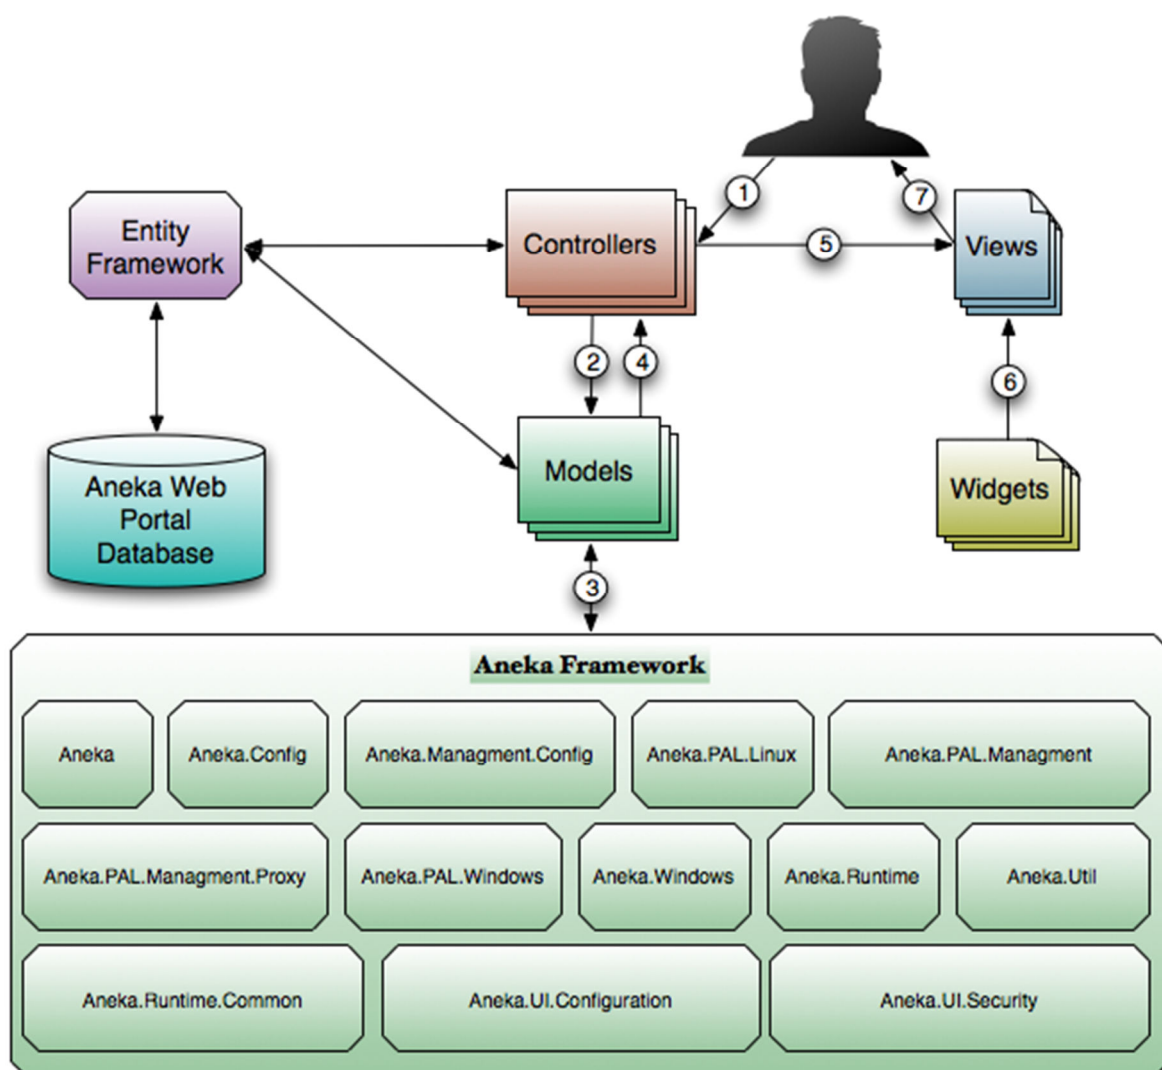 1
7
Entity
Framework
Controllers
5
Views
2
4
6
Aneka Web
Portal
Database
Models
Widgets
3
Aneka Framework
Aneka
Aneka.Config
Aneka.Managment.Config
Aneka.PAL.Linux
Aneka.PAL.Managment
Aneka.PAL.Managment.Proxy
Aneka.PAL.Windows
Aneka.Windows
Aneka.Runtime
Aneka.Util
Aneka.Runtime.Common
Aneka.UI.Configuration
Aneka.UI.Security